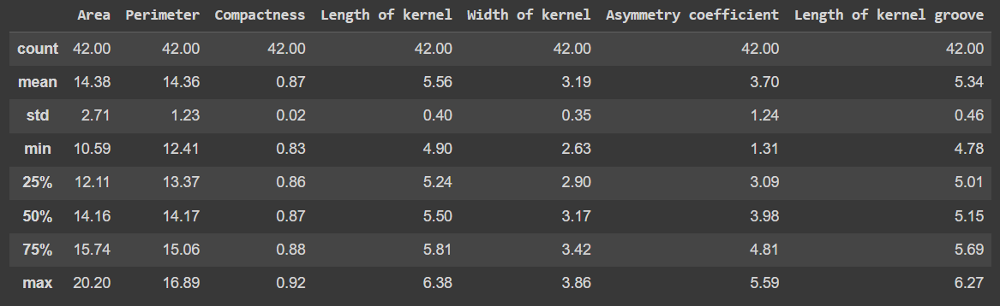 Area Perimeter Compactness Length of kernel Width of kernel Asymmetry coefficient Length of kernel groove
count 42.00 42.00 42.00 42.00 42.00 42.00 42.00
mean 14.38 14.36 0.87 5.56 3.19 3.70 5.34
std 2.71 1.23 0.02 0.40 0.35 1.24 0.46
min 10.59 12.41 0.83 4.90 2.63 1.31 4.78
25% 12.11 13.37 0.86 5.24 2.90 3.09 5.01
50% 14.16 14.17 0.87 5.50 3.17 3.98 5.15
75% 15.74 15.06 0.88 5.81 3.42 4.81 5.69
max 20.20 16.89 0.92 6.38 3.86 5.59 6.27